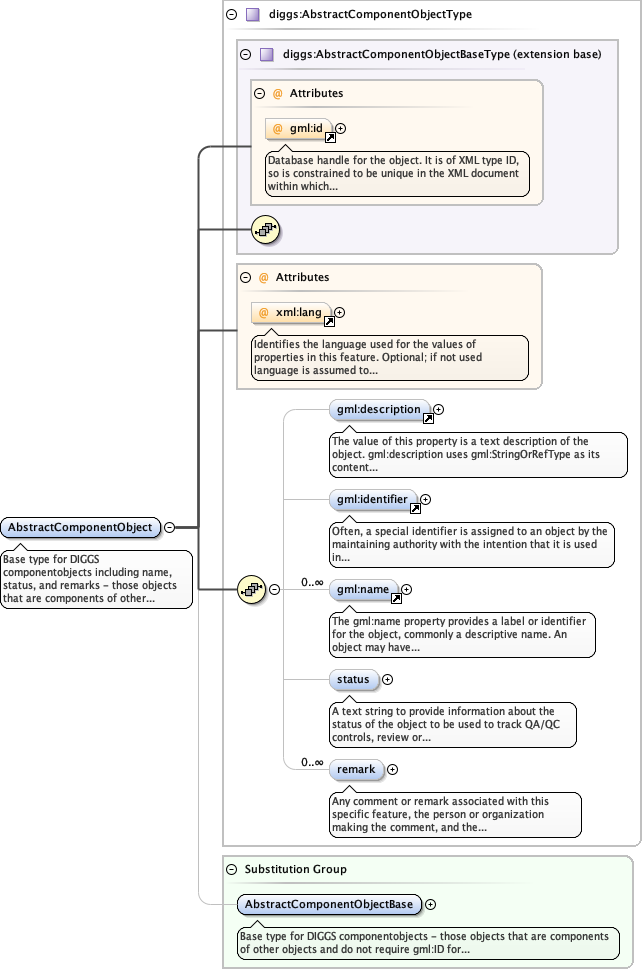 diggs:AbstractComponentObjectType
diggs:AbstractComponentObjectBaseType (extension base)
@ Attributes
@ gml:id
Database handle for the object. It is of XML type ID,
so is constrained to be unique in the XML document
within which...
@ Attributes
@ xml:lang
Identifies the language used for the values of
properties in this feature. Optional; if not used
language is assumed to...
gml:description
The value of this property is a text description of the
object. gml:description uses gml:StringOrRefType as its
content...
gml:identifier
Often, a special identifier is assigned to an object by the
maintaining authority with the intention that it is used
in...
AbstractComponentObject
Base type for DIGGS
componentobjects including name,
status, and remarks - those objects
that are components of other...
0..∞
gml:name
The gml:name property provides a label or identifier
for the object, commonly a descriptive name. An
object may have...
status
A text string to provide information about the
status of the object to be used to track QA/QC
controls, review or...
0..∞
remark
Any comment or remark associated with this
specific feature, the person or organization
making the comment, and the...
Substitution Group
AbstractComponentObjectBase
Base type for DIGGS componentobjects - those objects that are components
of other objects and do not require gml:ID for...